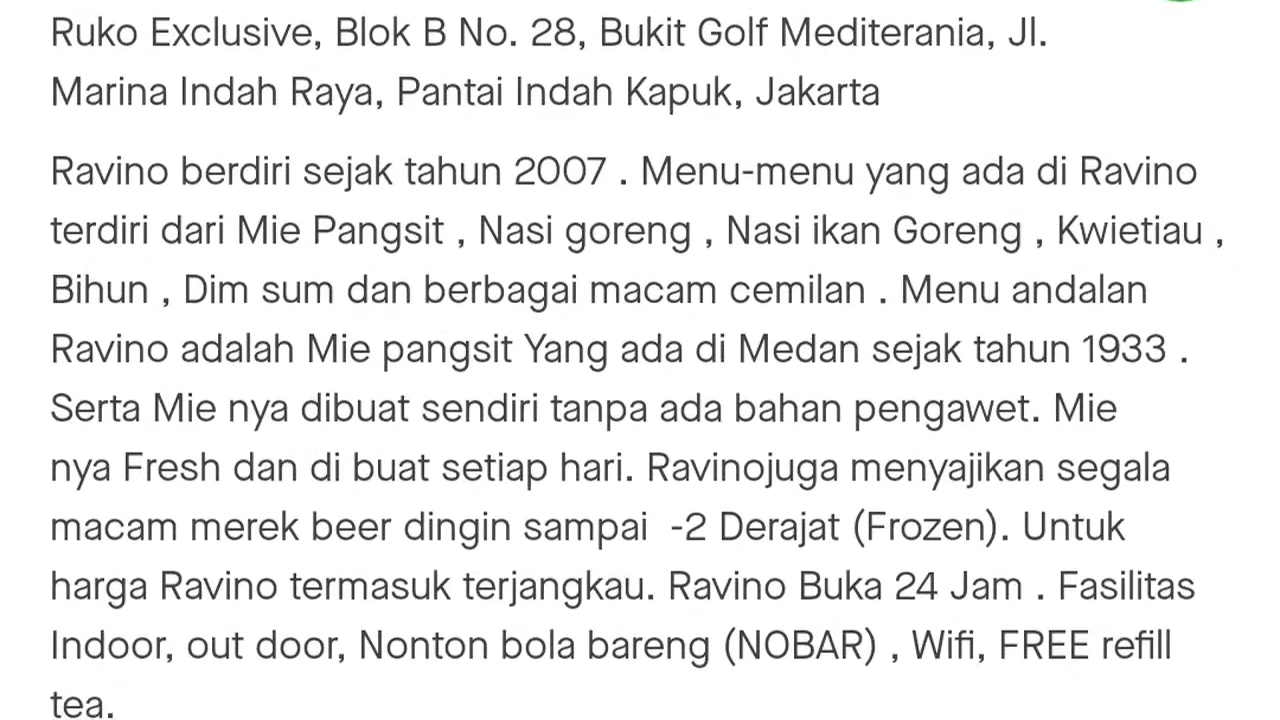 Ruko Exclusive, Blok B No. 28, Bukit Golf Mediterania, Jl.
Marina Indah Raya, Pantai Indah Kapuk, Jakarta
Ravino berdiri sejak tahun 2007 . Menu-menu yang ada di Ravino
terdiri dari Mie Pangsit , Nasi goreng , Nasi ikan Goreng , Kwietiau ,
Bihun , Dim sum dan berbagai macam cemilan . Menu andalan
Ravino adalah Mie pangsit Yang ada di Medan sejak tahun 1933 .
Serta Mie nya dibuat sendiri tanpa ada bahan pengawet. Mie
nya Fresh dan di buat setiap hari. Ravinojuga menyajikan segala
macam merek beer dingin sampai  -2 Derajat (Frozen). Untuk
harga Ravino termasuk terjangkau. Ravino Buka 24 Jam . Fasilitas
Indoor, out door, Nonton bola bareng (NOBAR) , Wifi, FREE refill
tea.